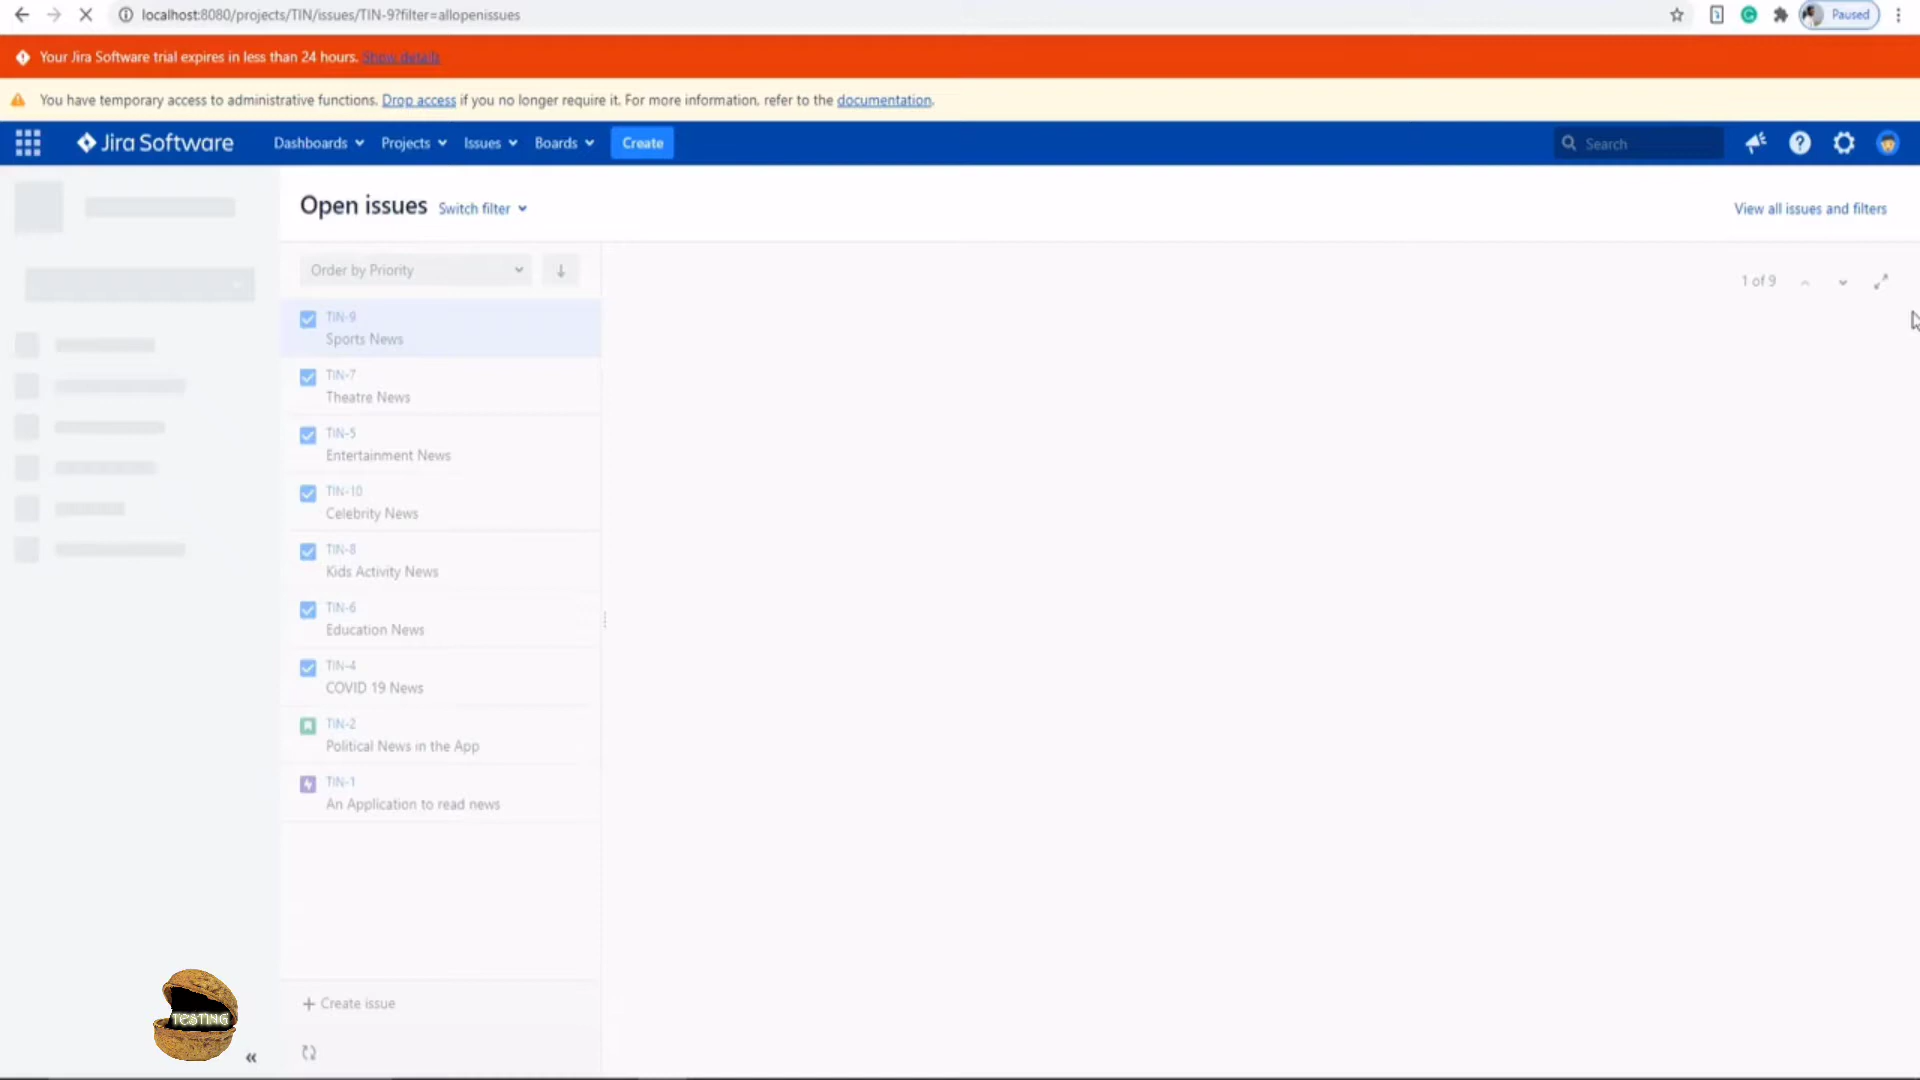 localhost:8080/projects/TIN/issues/TIN-9?filter=allopenissues
Paused
Your Jira Software trial expires in less than 24 hours. Show details
You have temporary access to administrative functions. Drop access if you no longer require it. For more information, refer to the documentation.
Jira Software
Dashboards
Projects
Issues
Boards
Create
Search
Open issues
Switch filter
View all issues and filters
Order by Priority
1 of 9
TIN-9
Sports News
TIN-7
Theatre News
TIN-5
Entertainment News
TIN-10
Celebrity News
TIN-8
Kids Activity News
TIN-6
Education News
TIN-4
COVID 19 News
TIN-2
Political News in the App
TIN-1
An Application to read news
+ Create issue
TESTING